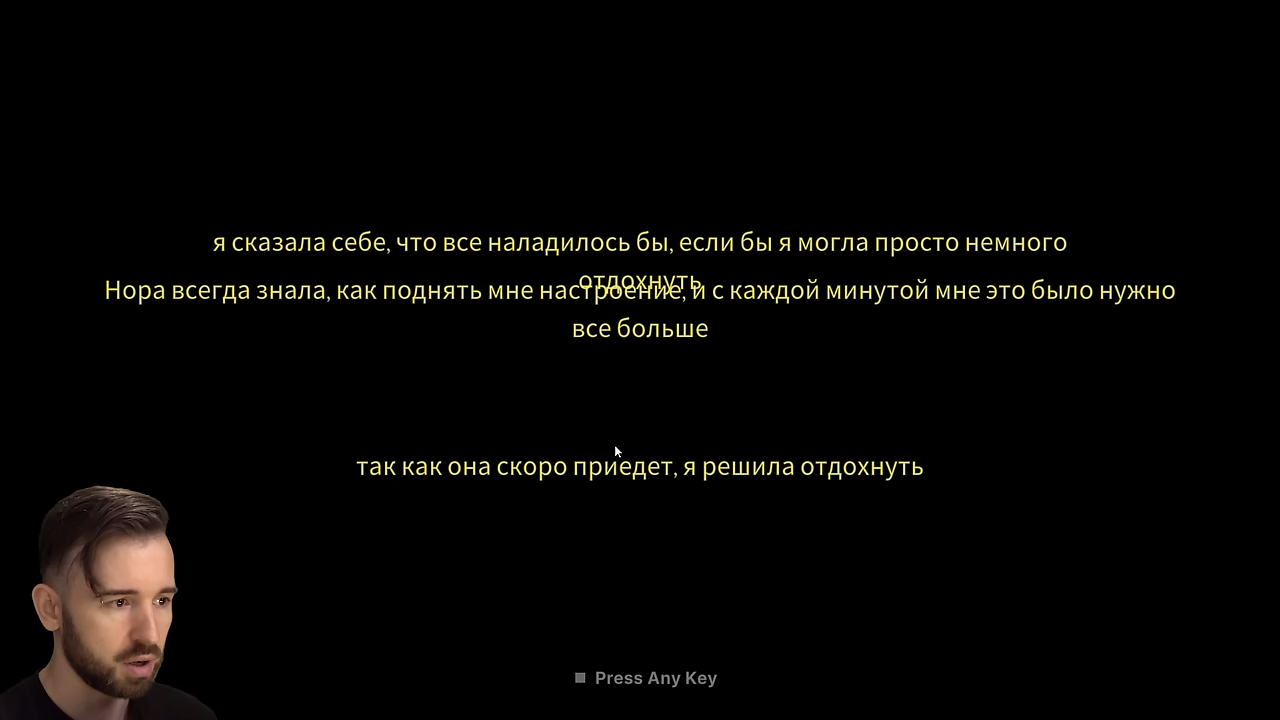 я сказала себе, что все наладилось бы, если бы я могла просто немного
отдохнуть
Нора всегда знала, как поднять мне настроение, и с каждой минутой мне это было нужно
все больше
так как она скоро приедет, я решила отдохнуть
Press Any Key